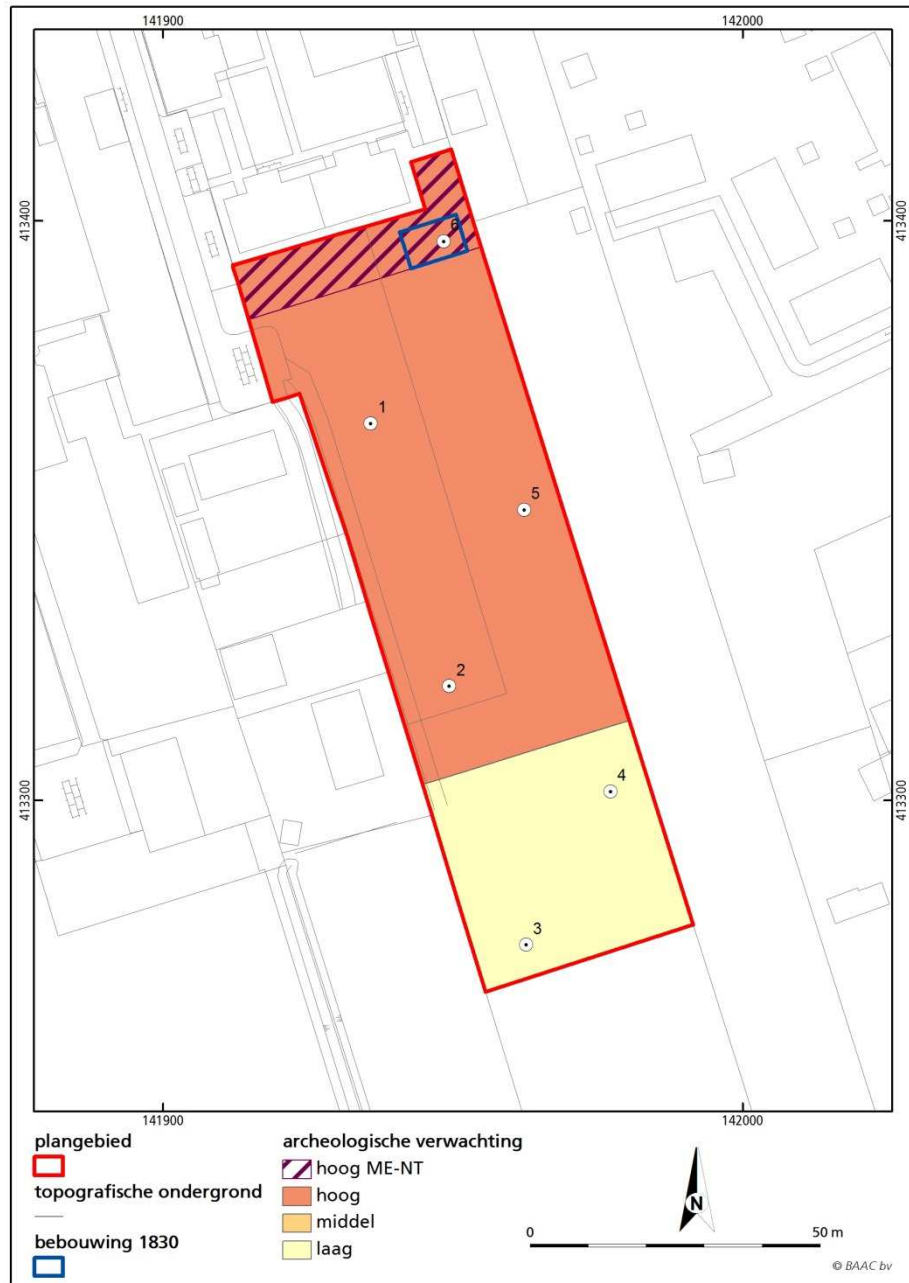 141900 142000
413400 413400
6
1
5
2
4
413300 413300
3
141900 142000
plangebied
topografische ondergrond
bebouwing 1830
archeologische verwachting
hoog ME-NT
hoog
middel
laag
N
0 50 m
© BAAC bv